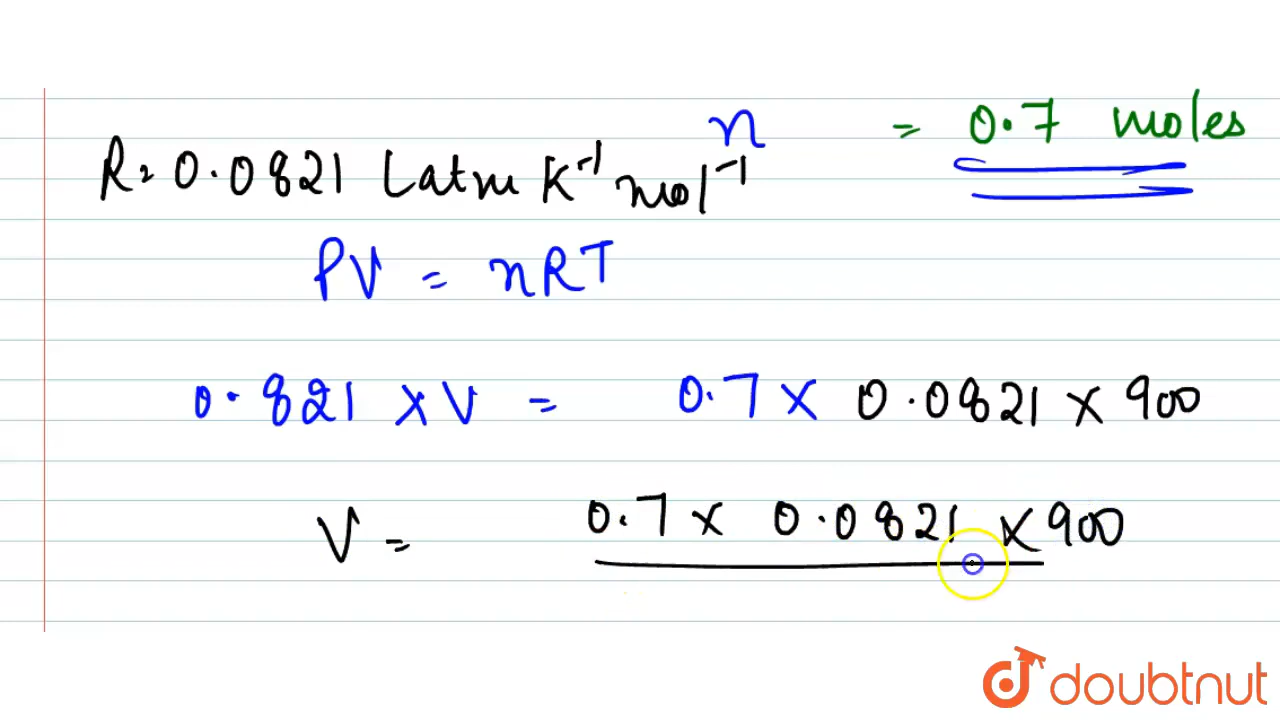 n = 0.7 moles
R = 0.0821 L atm K⁻¹ mol⁻¹
PV = nRT
0.821 × V = 0.7 × 0.0821 × 900
V = 0.7 × 0.0821 × 900
doubtnut